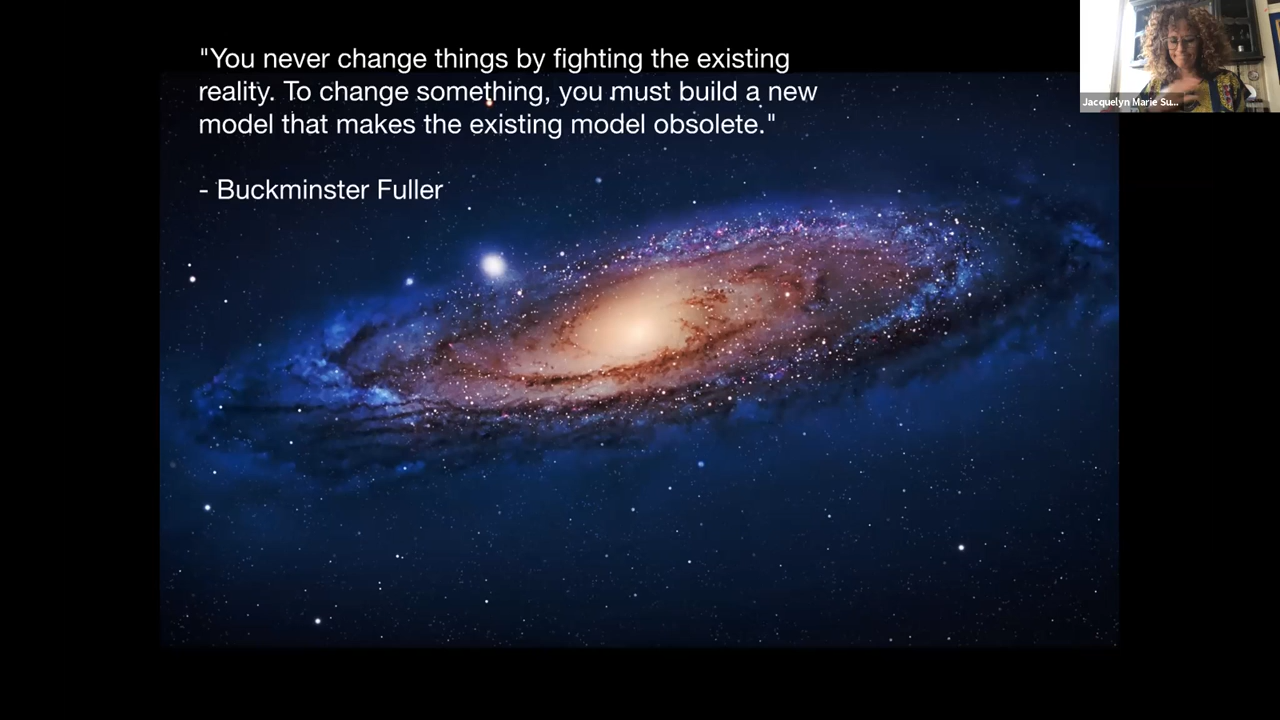 "You never change things by fighting the existing
reality. To change something, you must build a new
model that makes the existing model obsolete."
- Buckminster Fuller
Jacquelyn Marie Su...